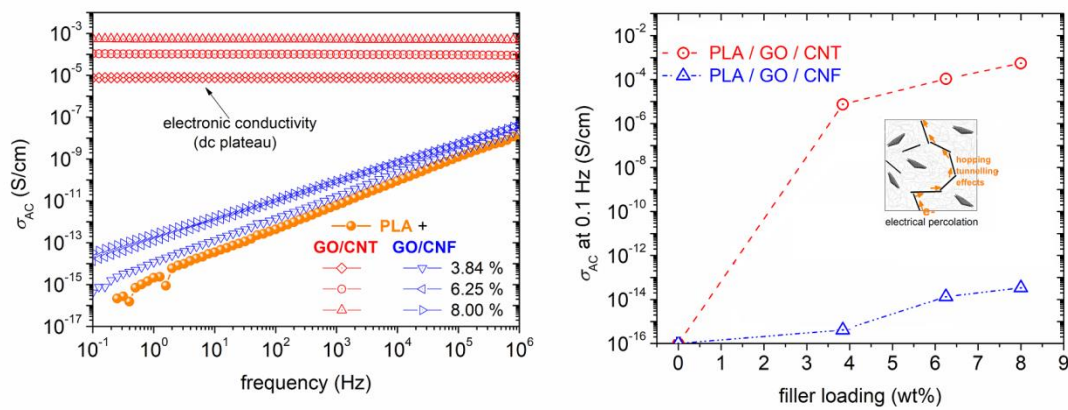 10⁻³
10⁻⁵
10⁻⁷
10⁻⁹
10⁻¹¹
10⁻¹³
10⁻¹⁵
10⁻¹⁷
σAC (S/cm)
electronic conductivity
(dc plateau)
PLA +
GO/CNT GO/CNF
3.84 %
6.25 %
8.00 %
10⁻¹ 10⁰ 10¹ 10² 10³ 10⁴ 10⁵ 10⁶
frequency (Hz)
10⁻²
10⁻⁴
10⁻⁶
10⁻⁸
10⁻¹⁰
10⁻¹²
10⁻¹⁴
10⁻¹⁶
σAC at 0.1 Hz (S/cm)
PLA / GO / CNT
PLA / GO / CNF
hopping
tunnelling
effects
e-
electrical percolation
0 1 2 3 4 5 6 7 8 9
filler loading (wt%)